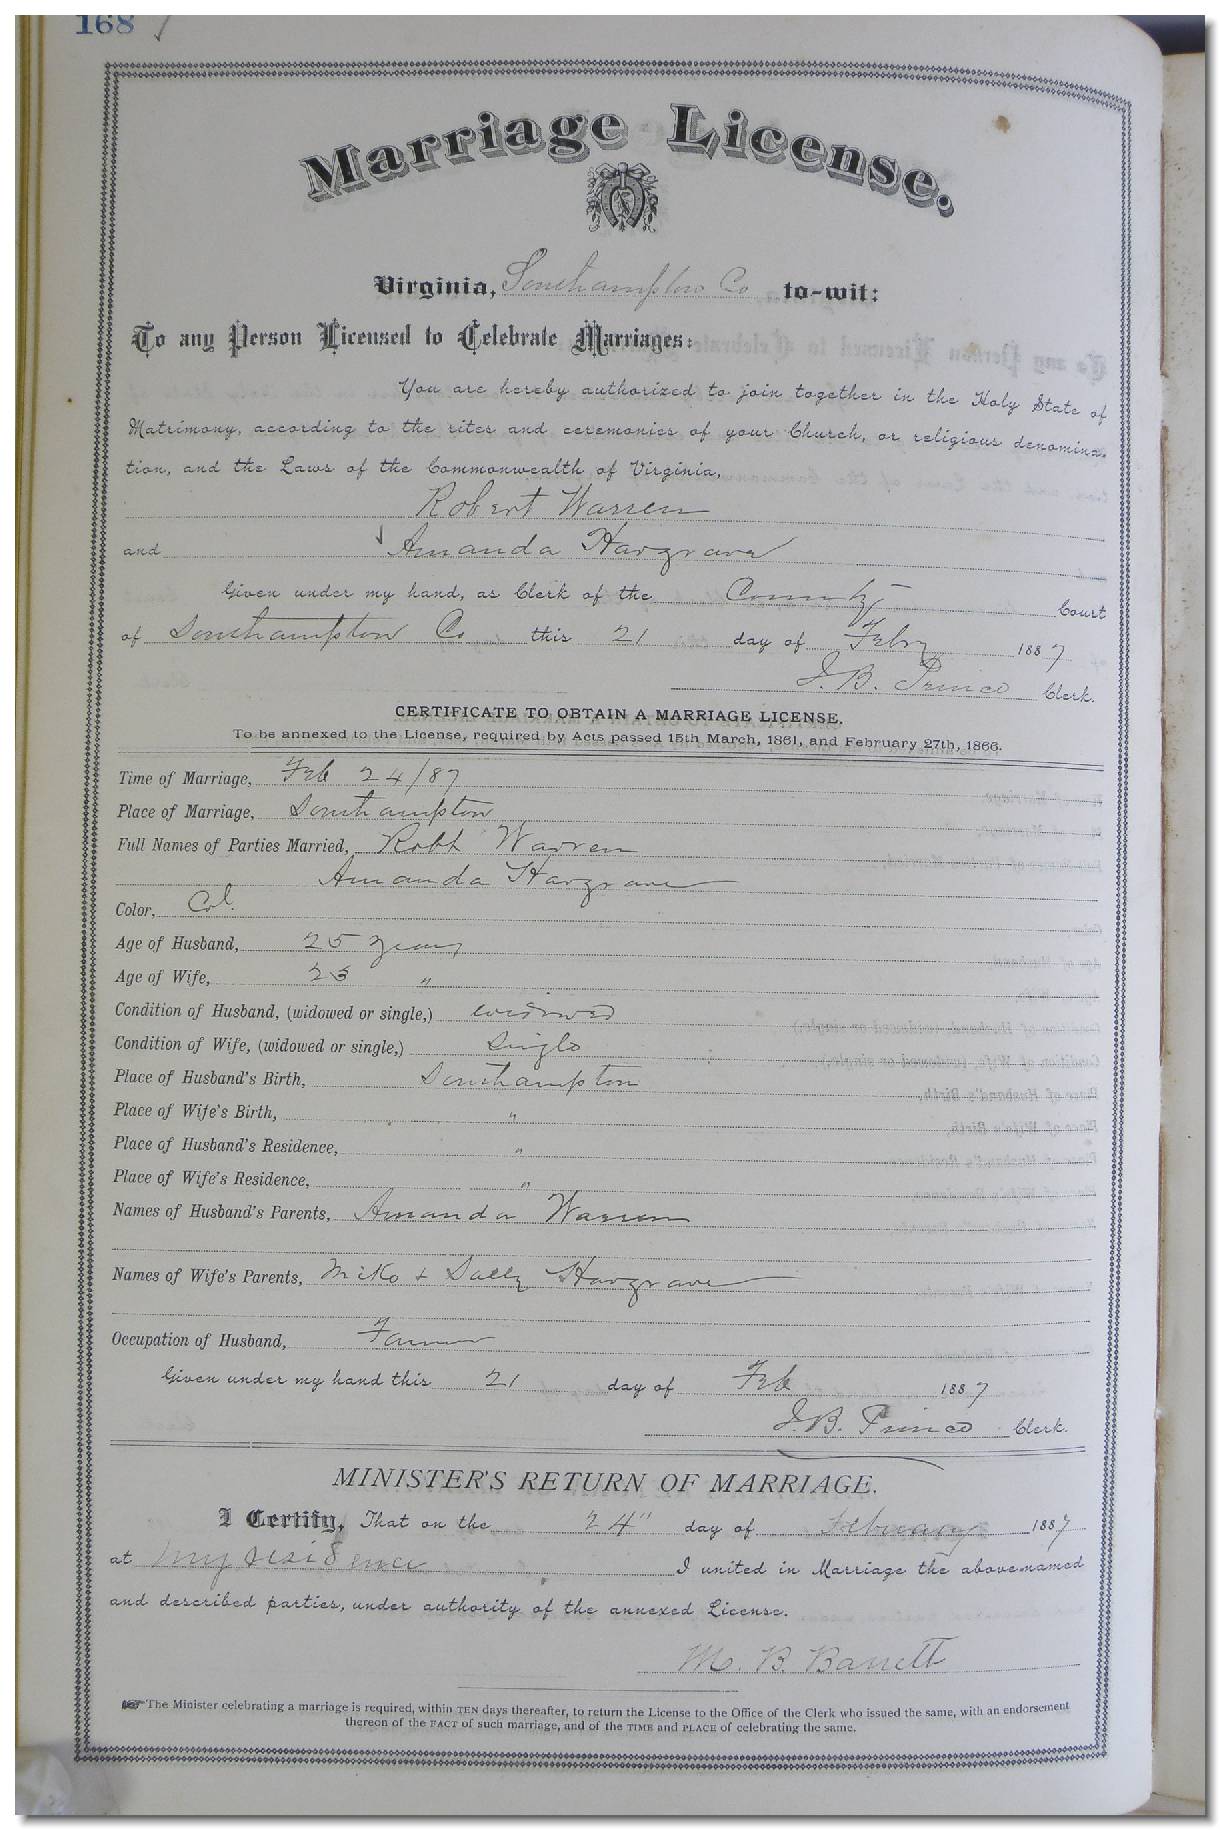 168
Marriage License.
Virginia, Southampton Co to-wit:
To any Person Licensed to Celebrate Marriages:
You are hereby authorized to join together in the Holy State of
Matrimony, according to the rites and ceremonies of your Church, or religious denomina-
tion, and the Laws of the Commonwealth of Virginia,
Robert Warren
and Amanda Hargrave
Given under my hand, as Clerk of the County Court
of Southampton Co this 21 day of Feby 1887
J. B. Prince Clerk.
CERTIFICATE TO OBTAIN A MARRIAGE LICENSE.
To be annexed to the License, required by Acts passed 15th March, 1861, and February 27th, 1866.
Time of Marriage, Feb 24/87
Place of Marriage, Southampton
Full Names of Parties Married, Robt Warren
Amanda Hargrave
Color, Col.
Age of Husband, 25 years
Age of Wife, 23 "
Condition of Husband, (widowed or single,) widowed
Condition of Wife, (widowed or single,) Single
Place of Husband's Birth, Southampton
Place of Wife's Birth, "
Place of Husband's Residence, "
Place of Wife's Residence, "
Names of Husband's Parents, Amanda Warren
Names of Wife's Parents, Mike + Sally Hargrave
Occupation of Husband, Farmer
Given under my hand this 21 day of Feb 1887
J. B. Prince Clerk.
MINISTER'S RETURN OF MARRIAGE.
I Certify, That on the 24" day of February 1887
at my residence I united in Marriage the above-named
and described parties, under authority of the annexed License.
M. B. Barrett
The Minister celebrating a marriage is required, within TEN days thereafter, to return the License to the Office of the Clerk who issued the same, with an endorsement
thereon of the FACT of such marriage, and of the TIME and PLACE of celebrating the same.